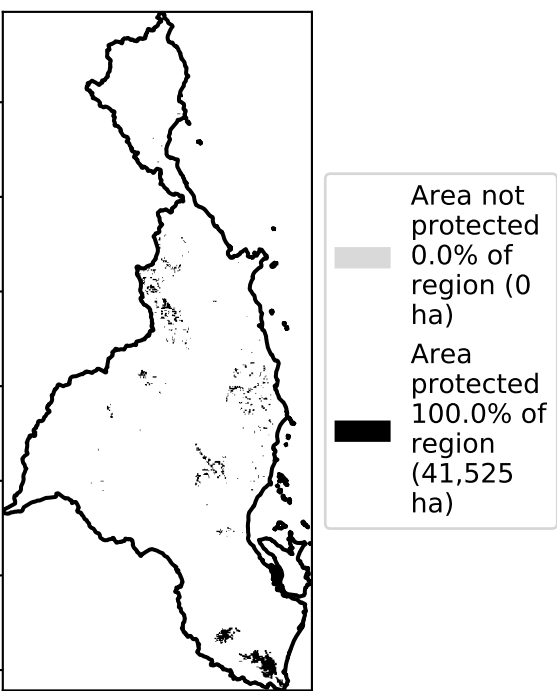 Area not
protected
0.0% of
region (0
ha)
Area
protected
100.0% of
region
(41,525
ha)